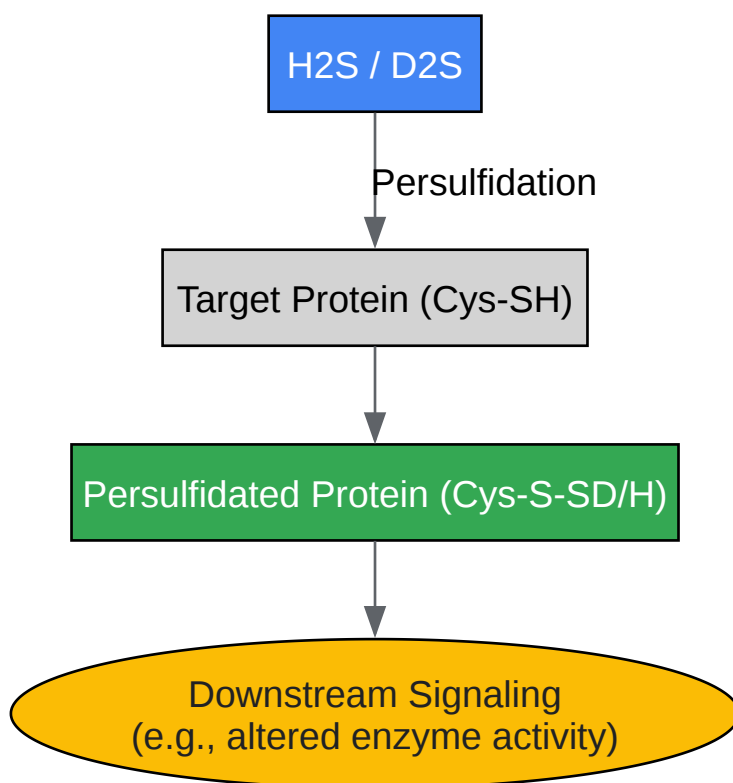 H2S / D2S
Persulfidation
Target Protein (Cys-SH)
Persulfidated Protein (Cys-S-SD/H)
Downstream Signaling
(e.g., altered enzyme activity)